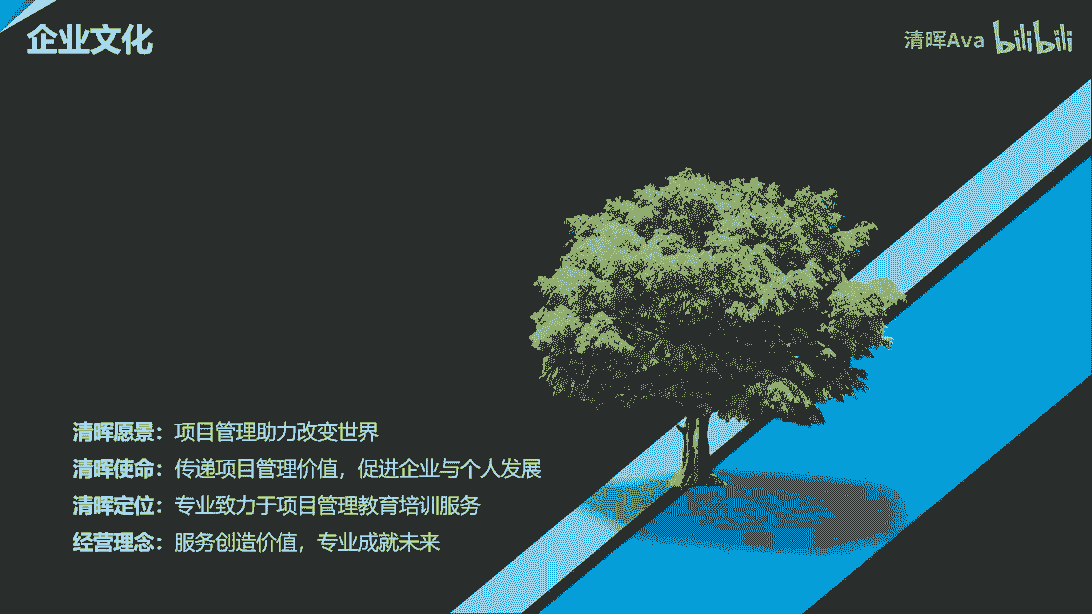 企业文化
清晖Ava bilibili
清晖愿景：项目管理助力改变世界
清晖使命：传递项目管理价值，促进企业与个人发展
清晖定位：专业致力于项目管理教育培训服务
经营理念：服务创造价值，专业成就未来